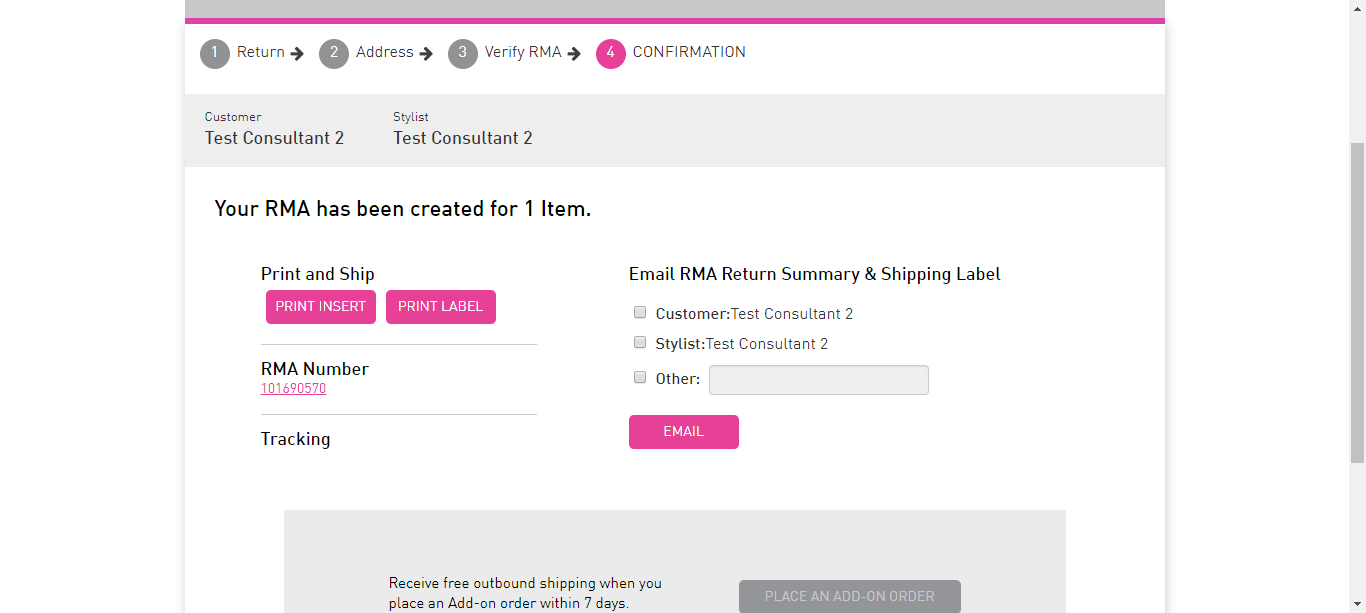 1 Return 2 Address 3 Verify RMA 4 CONFIRMATION
Customer Stylist
Test Consultant 2 Test Consultant 2
Your RMA has been created for 1 Item.
Print and Ship
PRINT INSERT PRINT LABEL
RMA Number
101690570
Tracking
Email RMA Return Summary & Shipping Label
Customer:Test Consultant 2
Stylist:Test Consultant 2
Other:
EMAIL
Receive free outbound shipping when you
place an Add-on order within 7 days.
PLACE AN ADD-ON ORDER